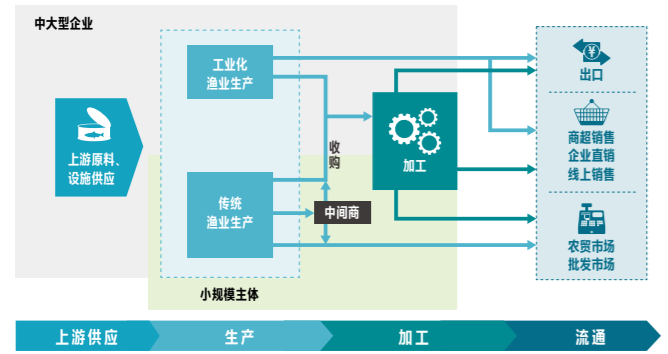 中大型企业
上游原料、
设施供应
工业化
渔业生产
传统
渔业生产
收
购
中间商
加工
小规模主体
出口
商超销售
企业直销
线上销售
农贸市场
批发市场
上游供应
生产
加工
流通